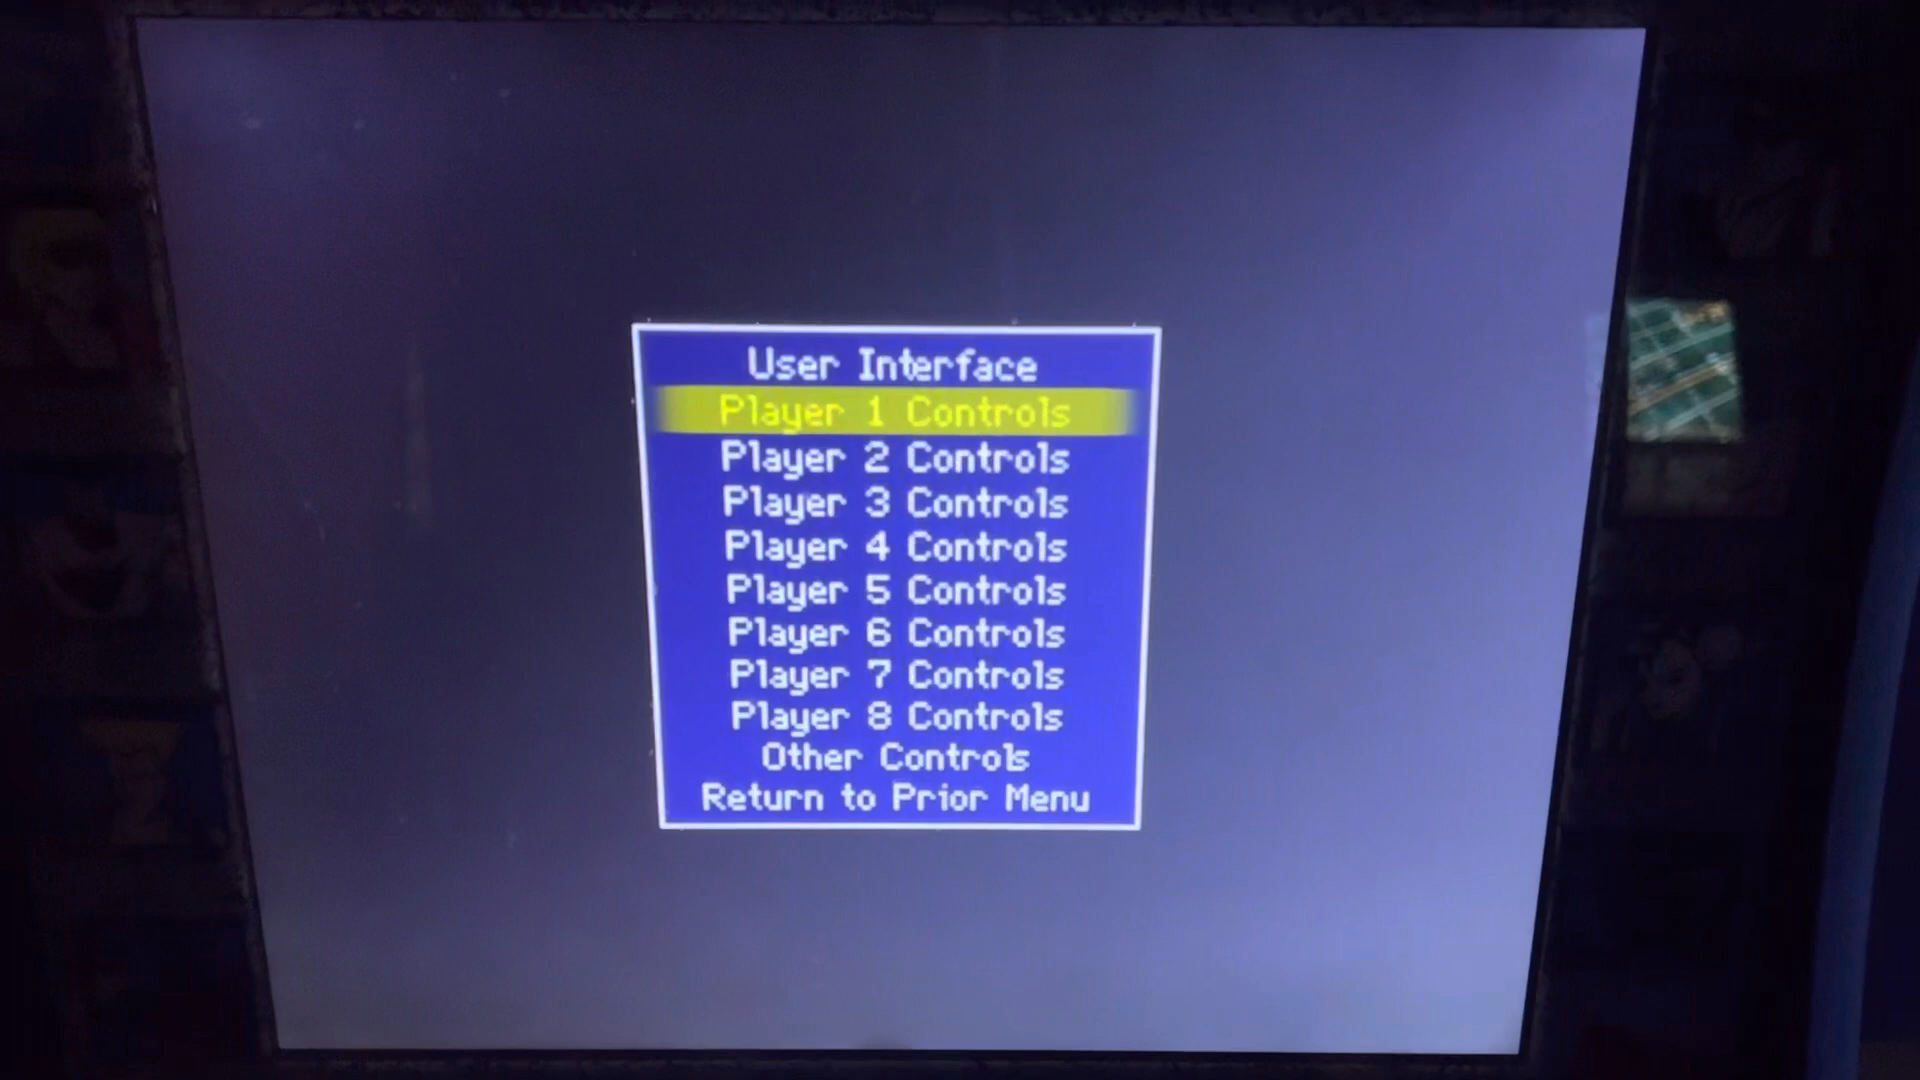 User Interface
Player 1 Controls
Player 2 Controls
Player 3 Controls
Player 4 Controls
Player 5 Controls
Player 6 Controls
Player 7 Controls
Player 8 Controls
Other Controls
Return to Prior Menu